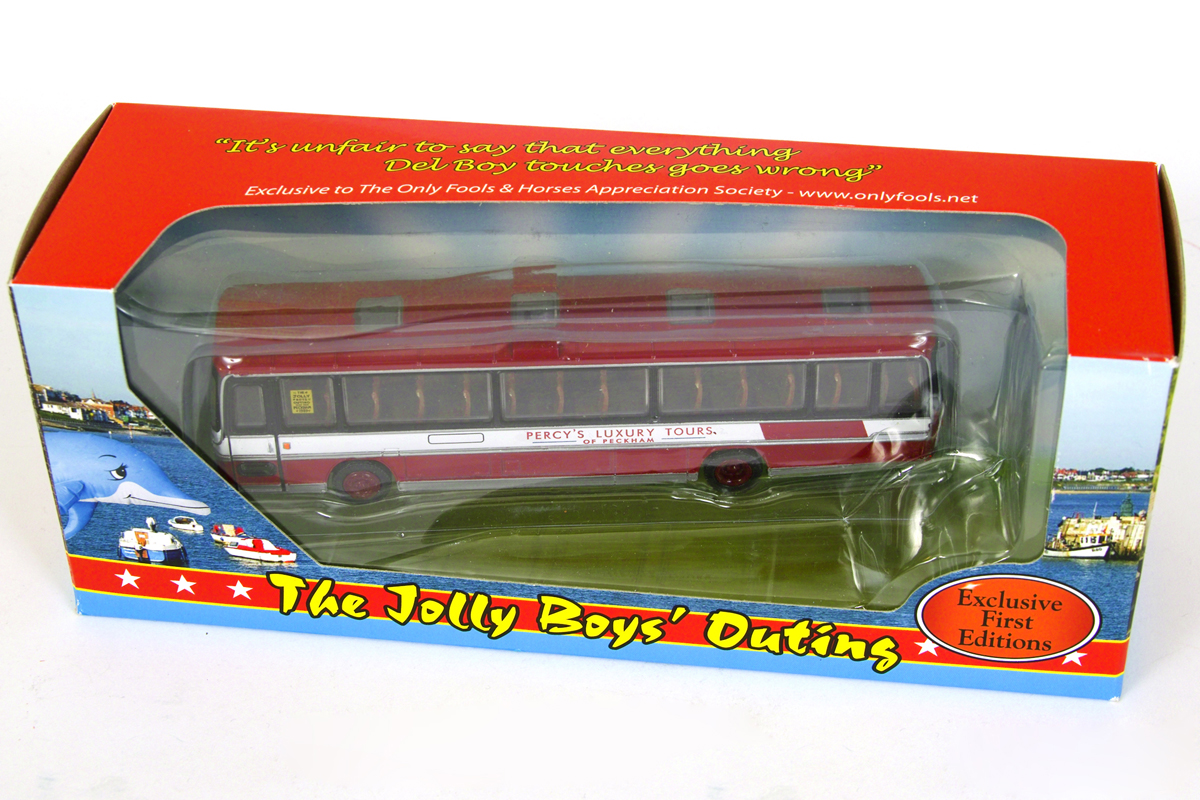 “It's unfair to say that everything
Del Boy touches goes wrong”
Exclusive to The Only Fools & Horses Appreciation Society - www.onlyfools.net
PERCY'S LUXURY TOURS.
OF PECKHAM
The Jolly Boys' Outing
Exclusive
First
Editions